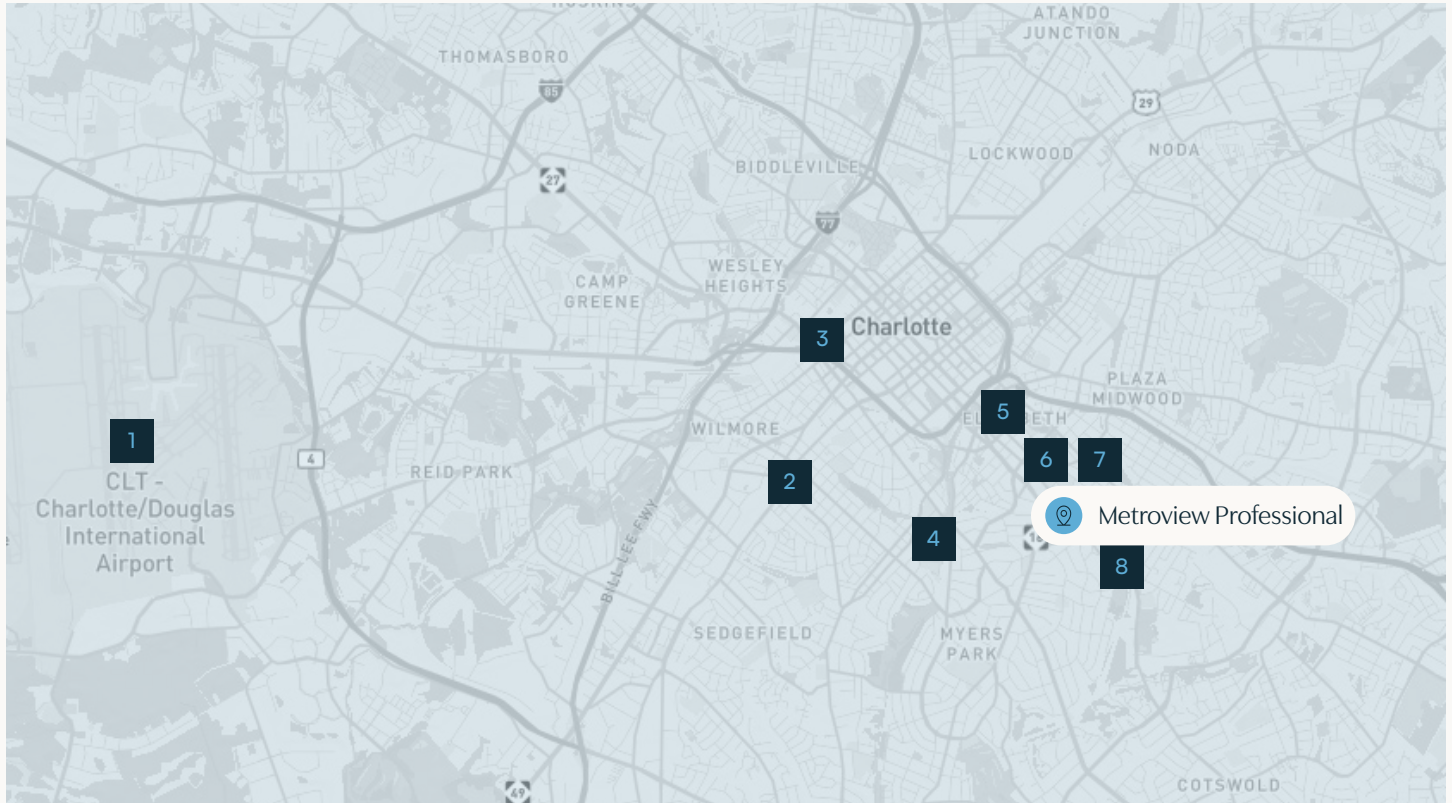 HOSKINS
ATANDO
JUNCTION
THOMASBORO
85
29
27
BIDDLEVILLE
LOCKWOOD
NODA
77
WESLEY
HEIGHTS
CAMP
GREENE
3
Charlotte
PLAZA
MIDWOOD
5
1
WILMORE
4
REID PARK
6
7
CLT -
Charlotte/Douglas
International
Airport
2
Metroview Professional
4
8
BILL LEE FWY
SEDGEFIELD
MYERS
PARK
COTSWOLD
49